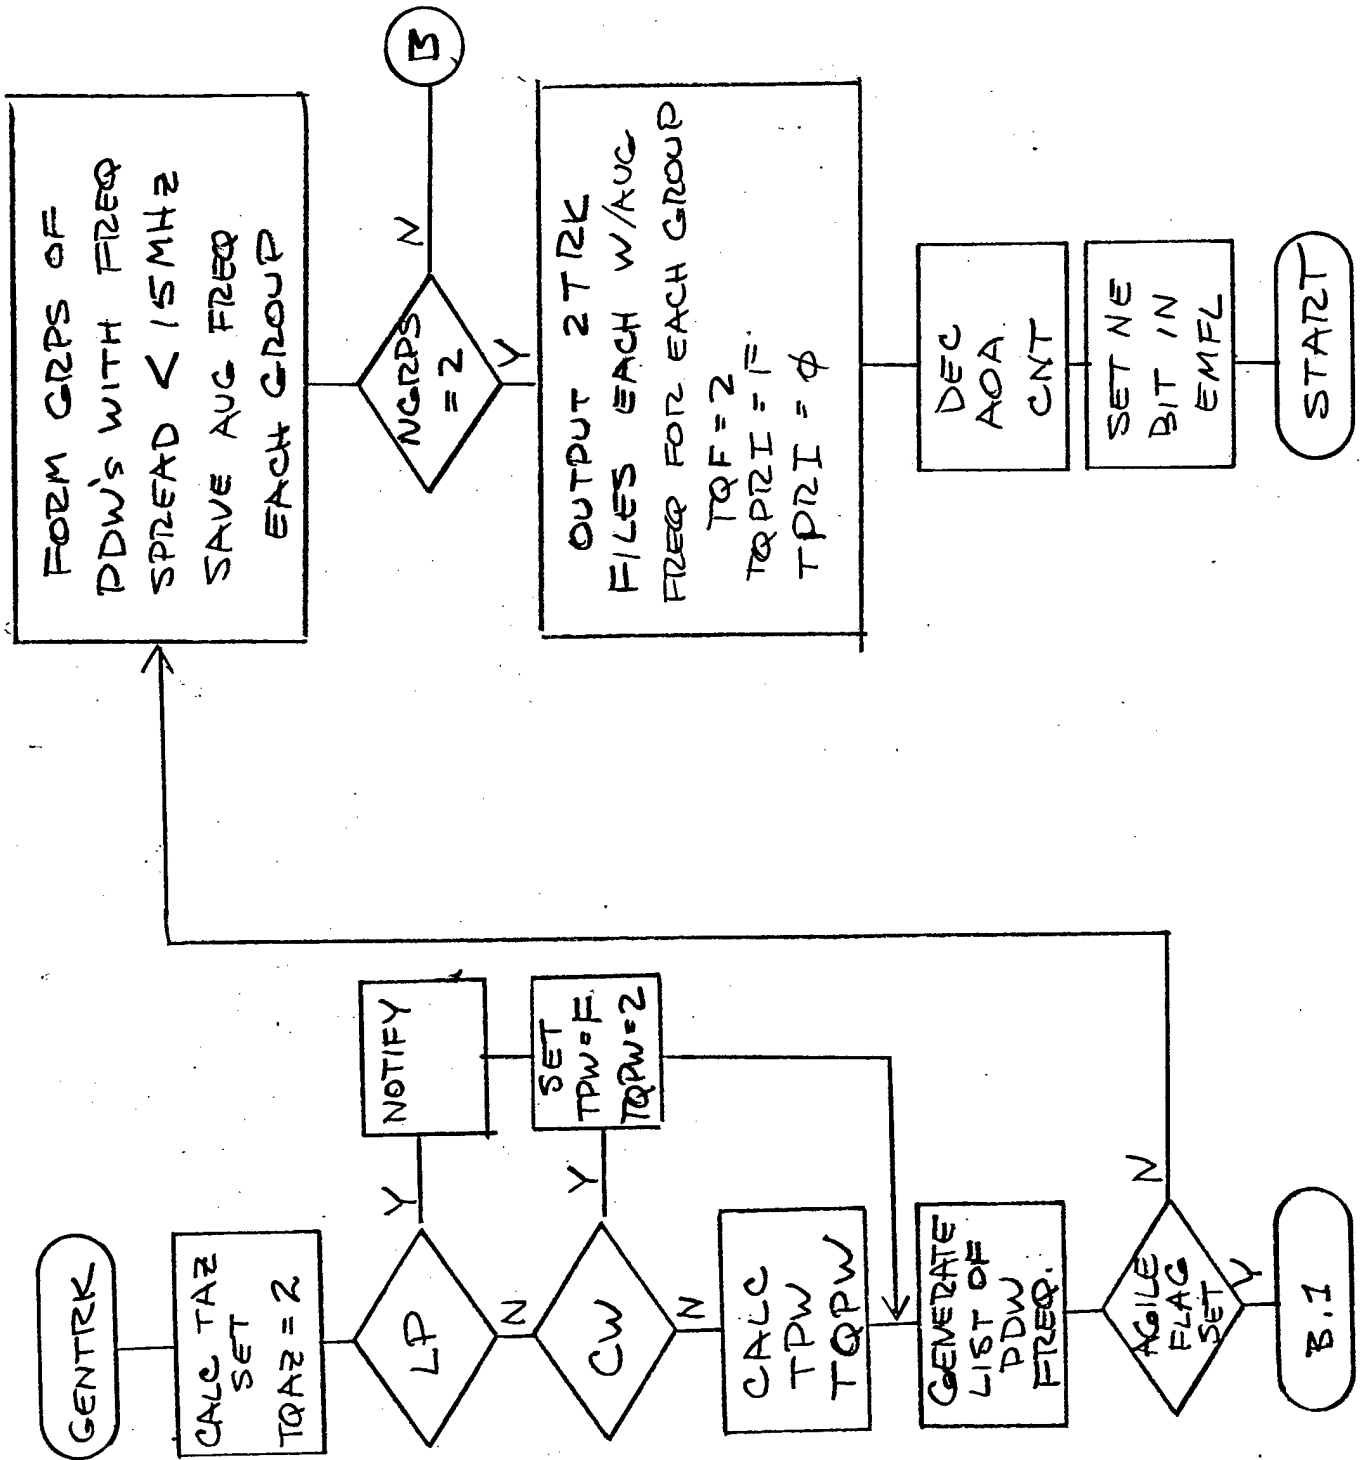 GENTRK
CALC TAZ
SET
TQAZ = 2
LP
Y
NOTIFY
N
CW
Y
SET
TPW=F
TQPW=2
N
CALC
TPW
TQPW
GENERATE
LIST OF
PDW
FREQ.
AGILE
FLAG
SET
N
Y
B.1
FORM GRPS OF
PDW's WITH FREQ
SPREAD < 15MHz
SAVE AVG FREQ
EACH GROUP
NGRPS
= 2
N
B
Y
OUTPUT 2 TRK
FILES EACH W/AVG
FREQ FOR EACH GROUP
TQF=2
TQPRI=F
TPRI=φ
DEC
AOA
CNT
SET NE
BIT IN
EMFL
START